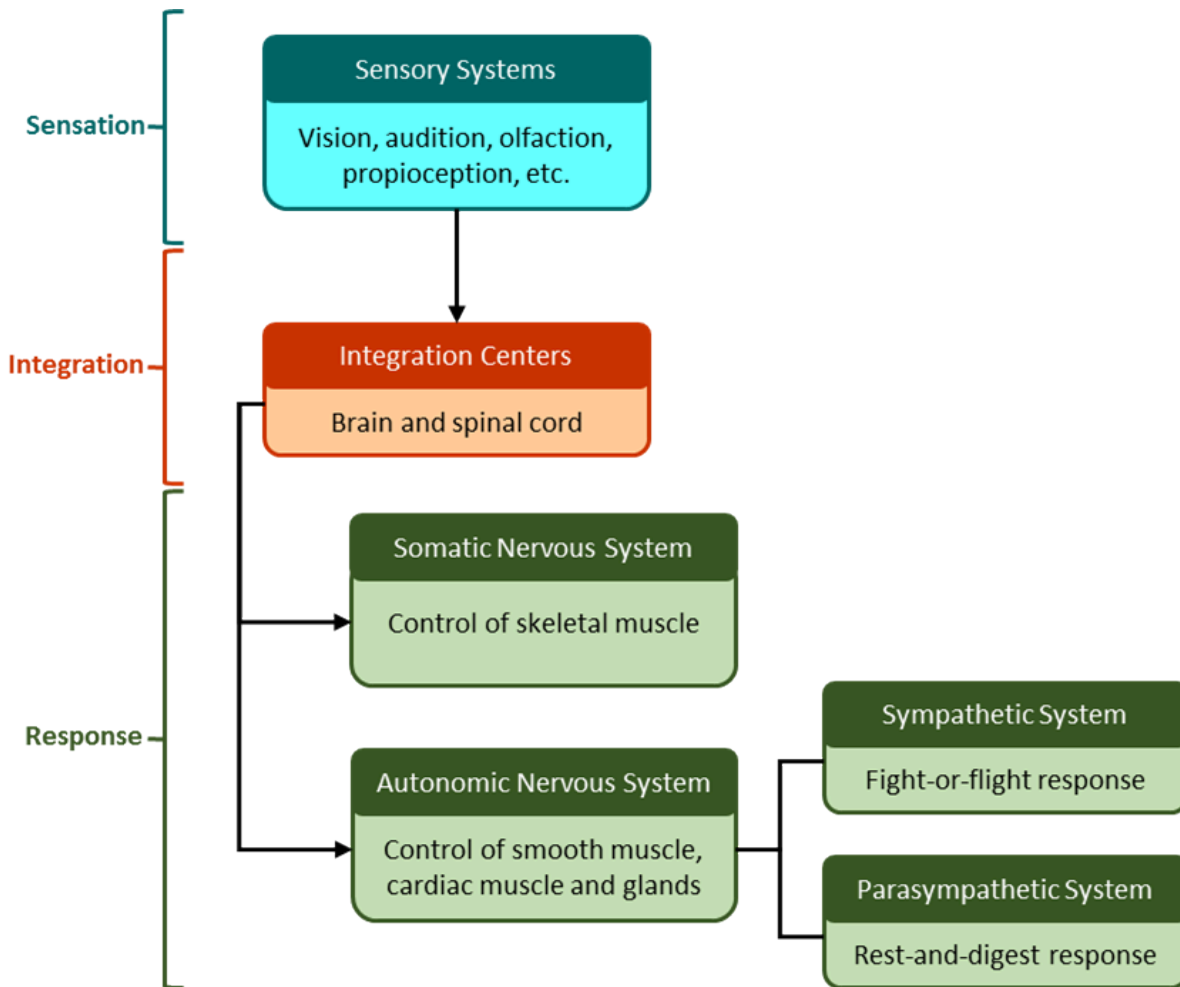 Sensation
Sensory Systems
Vision, audition, olfaction,
propioception, etc.
Integration
Integration Centers
Brain and spinal cord
Response
Somatic Nervous System
Control of skeletal muscle
Autonomic Nervous System
Control of smooth muscle,
cardiac muscle and glands
Sympathetic System
Fight-or-flight response
Parasympathetic System
Rest-and-digest response